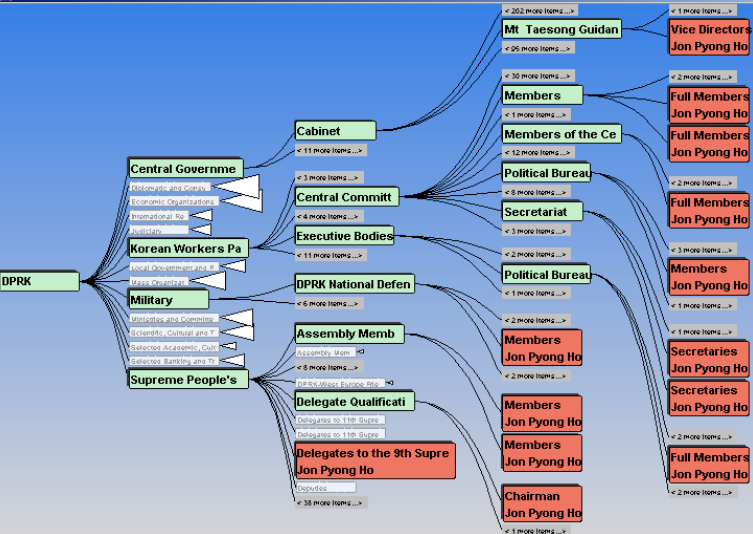 DPRK
Central Governme
Diplomatic and Consu
Economic Organizations
International Re
Judiciary
Korean Workers Pa
Local Government and P
Mass Organizat
Military
Ministries and Committe
Scientific, Cultural and T
Selected Academic, Cult
Selected Banking and Tr
Supreme People's
Cabinet
< 11 more items...>
< 3 more items...>
Central Committ
< 4 more items...>
Executive Bodies
< 11 more items...>
DPRK National Defen
< 6 more items...>
Assembly Memb
Assembly Mem
< 8 more items...>
DPRK-West Europe Frie
Delegate Qualificati
Delegates to 11th Supre
Delegates to 11th Supre
Delegates to the 9th Supre
Jon Pyong Ho
Deputies
< 38 more items...>
< 202 more items...>
Mt Taesong Guidan
< 95 more items...>
< 30 more items...>
Members
< 1 more items...>
Members of the Ce
< 12 more items...>
Political Bureau
< 8 more items...>
Secretariat
< 3 more items...>
< 2 more items...>
Political Bureau
< 1 more items...>
< 2 more items...>
Members
Jon Pyong Ho
< 2 more items...>
Members
Jon Pyong Ho
Members
Jon Pyong Ho
Chairman
Jon Pyong Ho
< 1 more items...>
< 1 more items...>
Vice Directors
Jon Pyong Ho
< 2 more items...>
Full Members
Jon Pyong Ho
Full Members
Jon Pyong Ho
< 2 more items...>
Full Members
Jon Pyong Ho
< 3 more items...>
Members
Jon Pyong Ho
< 1 more items...>
< 1 more items...>
Secretaries
Jon Pyong Ho
Secretaries
Jon Pyong Ho
< 2 more items...>
Full Members
Jon Pyong Ho
< 2 more items...>